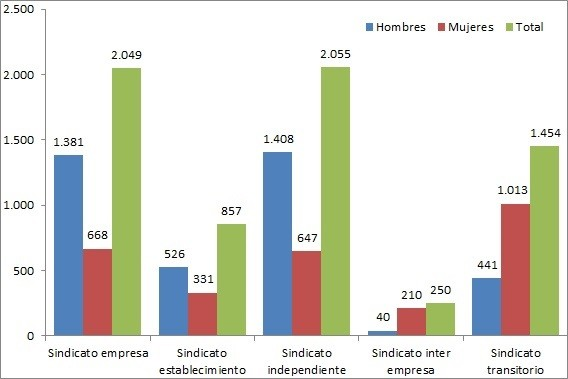 2.500
Hombres Mujeres Total
2.049 2.055
2.000
1.500
1.381 1.408 1.454
1.013
1.000
857
668 647
526
500
331 441
40 210 250
0
Sindicato empresa Sindicato Sindicato Sindicato inter Sindicato
establecimiento independiente empresa transitorio